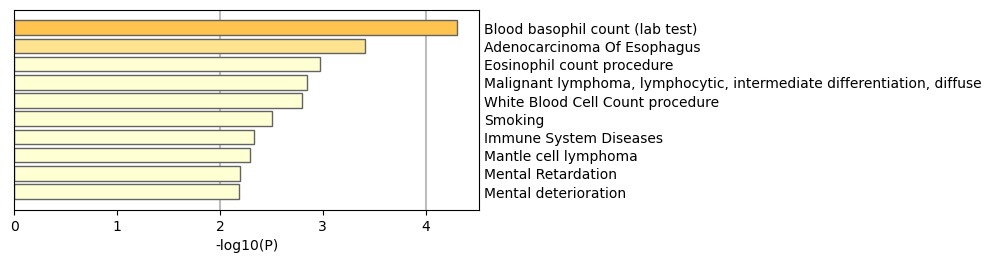 Blood basophil count (lab test)
Adenocarcinoma Of Esophagus
Eosinophil count procedure
Malignant lymphoma, lymphocytic, intermediate differentiation, diffuse
White Blood Cell Count procedure
Smoking
Immune System Diseases
Mantle cell lymphoma
Mental Retardation
Mental deterioration
0 1 2 3 4
-log10(P)